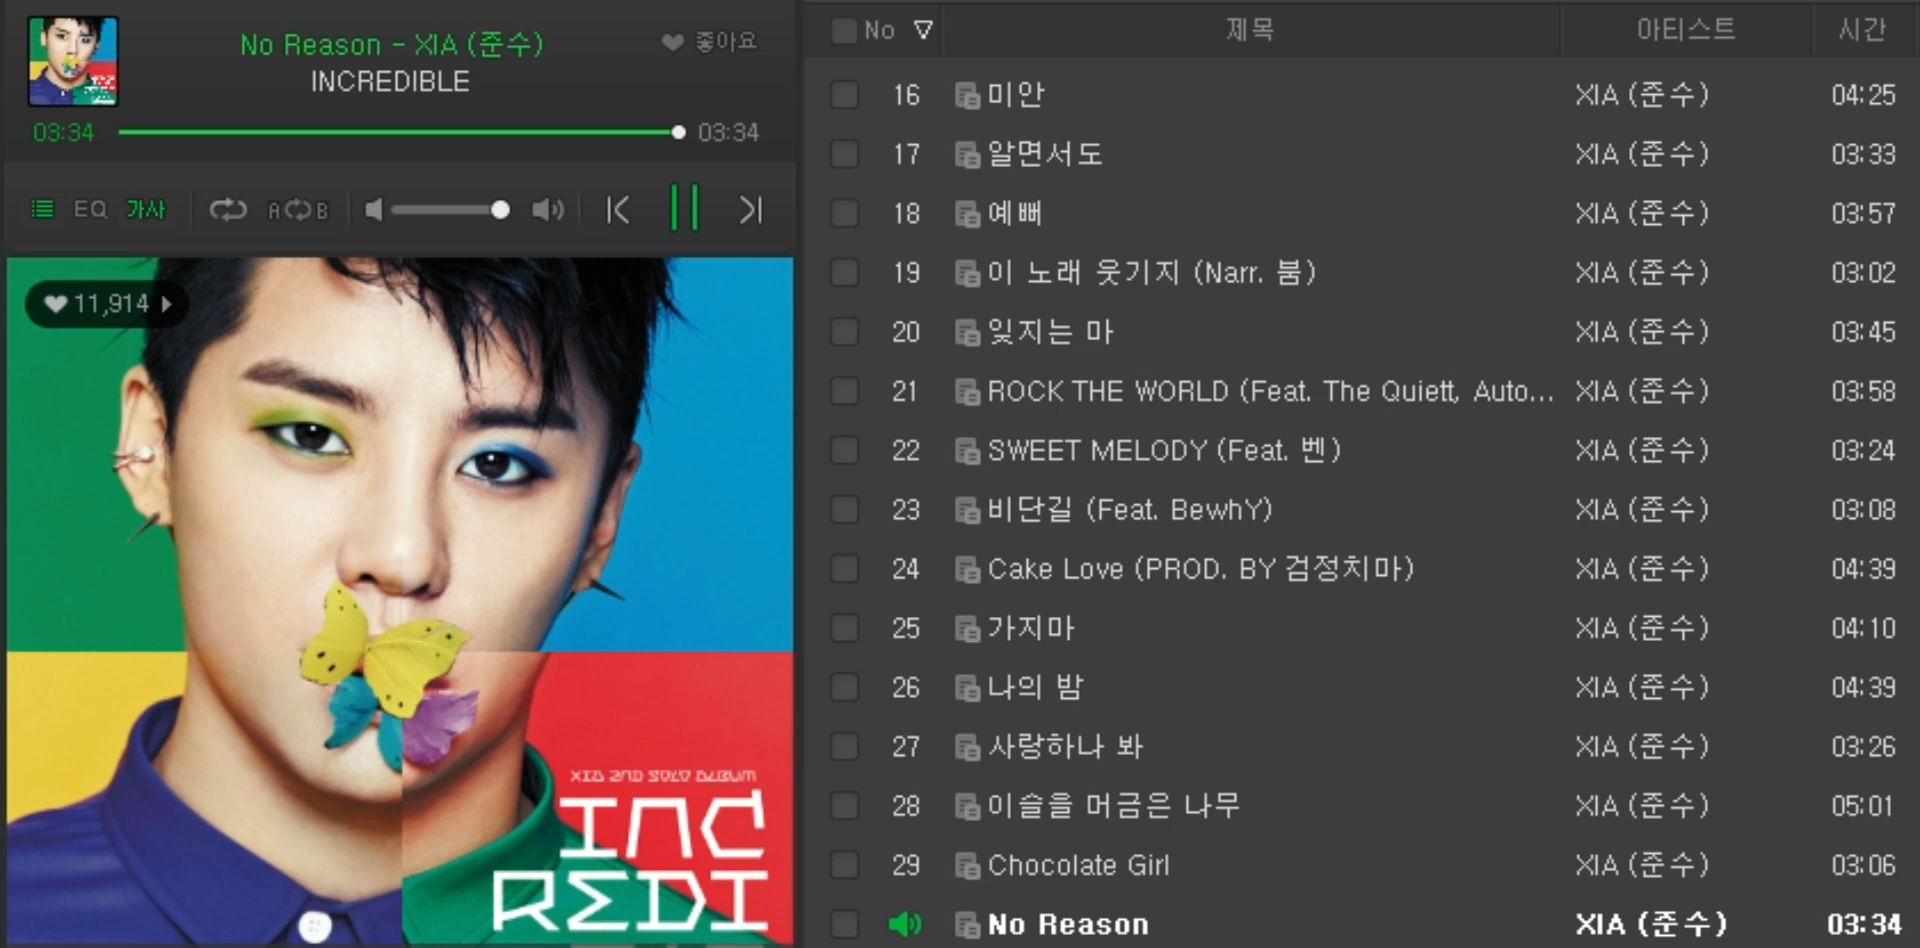 No Reason - XIA (준수)
좋아요
INCREDIBLE
03:34
03:34
EQ
가사
A
B
11,914
XIA 2ND SOLO ALBUM
INC
REDI
No
제목
아티스트
시간
16 미안 XIA (준수) 04:25
17 알면서도 XIA (준수) 03:33
18 예뻐 XIA (준수) 03:57
19 이 노래 웃기지 (Narr. 붐) XIA (준수) 03:02
20 잊지는 마 XIA (준수) 03:45
21 ROCK THE WORLD (Feat. The Quiett, Auto... XIA (준수) 03:58
22 SWEET MELODY (Feat. 벤) XIA (준수) 03:24
23 비단길 (Feat. BewhY) XIA (준수) 03:08
24 Cake Love (PROD. BY 검정치마) XIA (준수) 04:39
25 가지마 XIA (준수) 04:10
26 나의 밤 XIA (준수) 04:39
27 사랑하나 봐 XIA (준수) 03:26
28 이슬을 머금은 나무 XIA (준수) 05:01
29 Chocolate Girl XIA (준수) 03:06
No Reason XIA (준수) 03:34